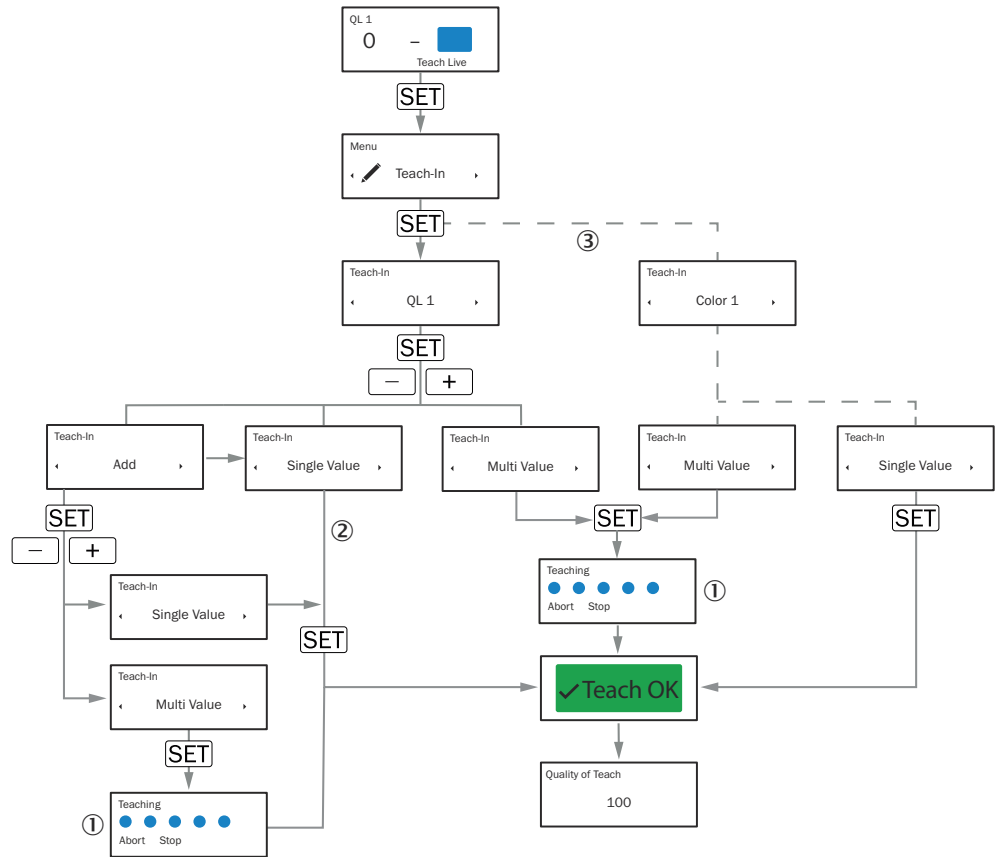 QL 1
0 –
Teach Live
SET
Menu
Teach-In
SET
③
Teach-In
QL 1
Teach-In
Color 1
SET
– +
Teach-In
Add
Teach-In
Single Value
Teach-In
Multi Value
Teach-In
Multi Value
Teach-In
Single Value
SET
– +
②
SET
SET
Teaching
Abort Stop
①
Teach-In
Single Value
SET
Teach-In
Multi Value
✓Teach OK
SET
Quality of Teach
100
①
Teaching
Abort Stop